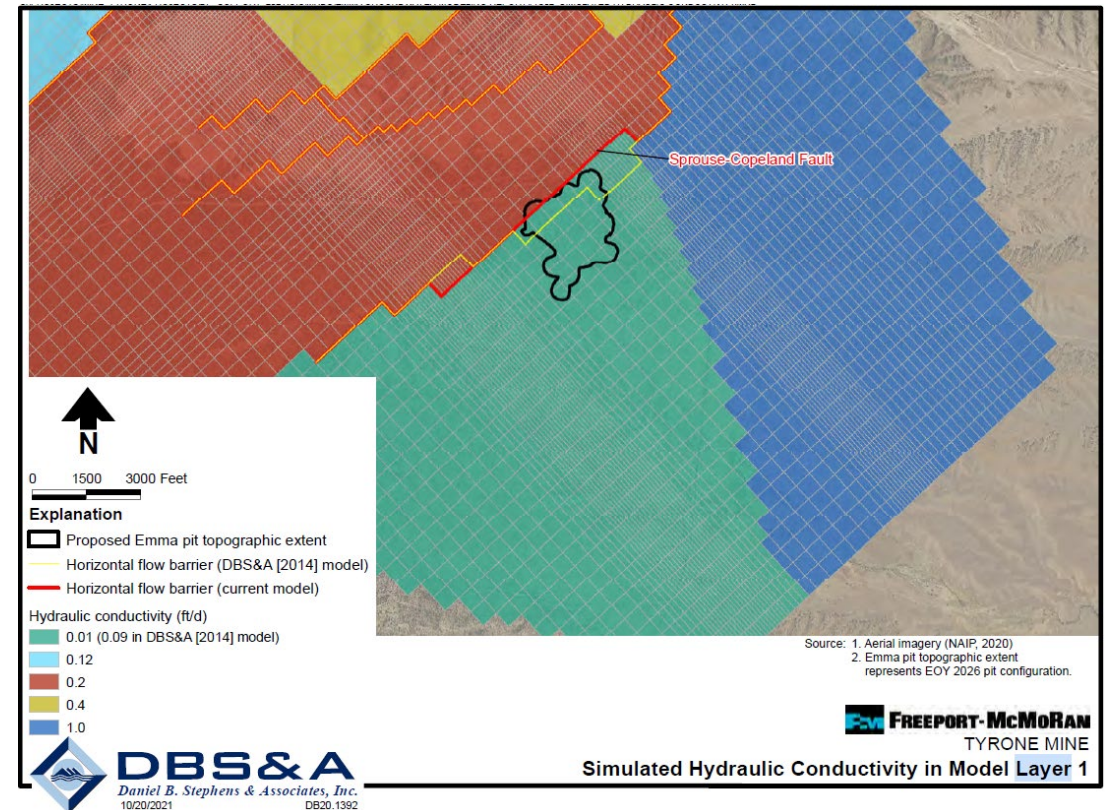 Sprouse-Copeland Fault
N
0 1500 3000 Feet
Explanation
Proposed Emma pit topographic extent
Horizontal flow barrier (DBS&A [2014] model)
Horizontal flow barrier (current model)
Hydraulic conductivity (ft/d)
0.01 (0.09 in DBS&A [2014] model)
0.12
0.2
0.4
1.0
Source: 1. Aerial imagery (NAIP, 2020)
2. Emma pit topographic extent
represents EOY 2026 pit configuration.
FREEPORT-MCMORAN
TYRONE MINE
Simulated Hydraulic Conductivity in Model Layer 1
DBS&A
Daniel B. Stephens & Associates, Inc.
10/20/2021 DB20.1392